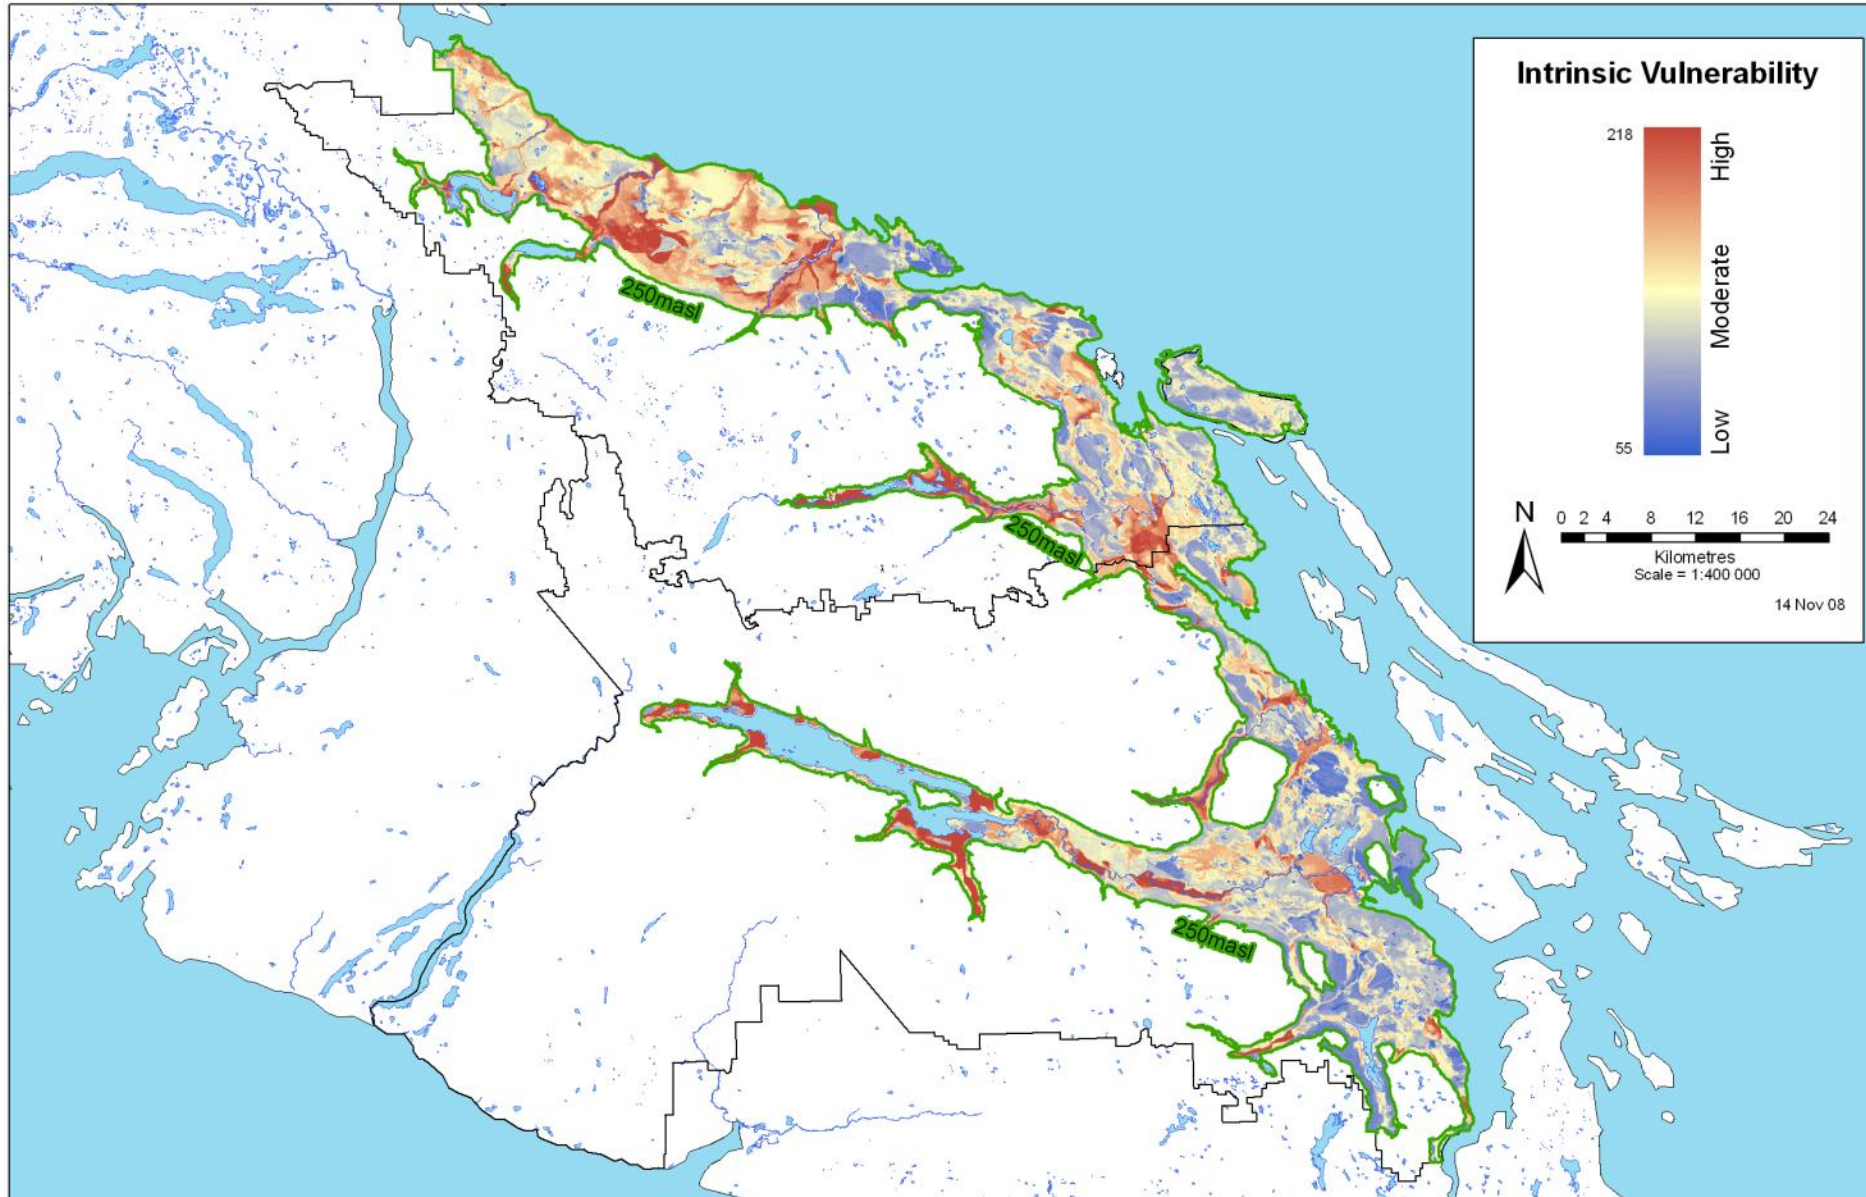 Intrinsic Vulnerability
218
High
Moderate
Low
55
N
0 2 4 8 12 16 20 24
Kilometres
Scale = 1:400 000
14 Nov 08
250masl
250masl
250masl